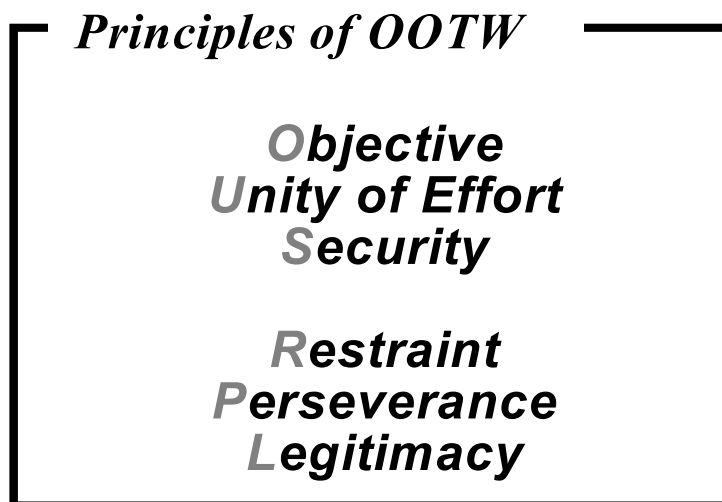 Principles of OOTW
Objective
Unity of Effort
Security
Restraint
Perseverance
Legitimacy